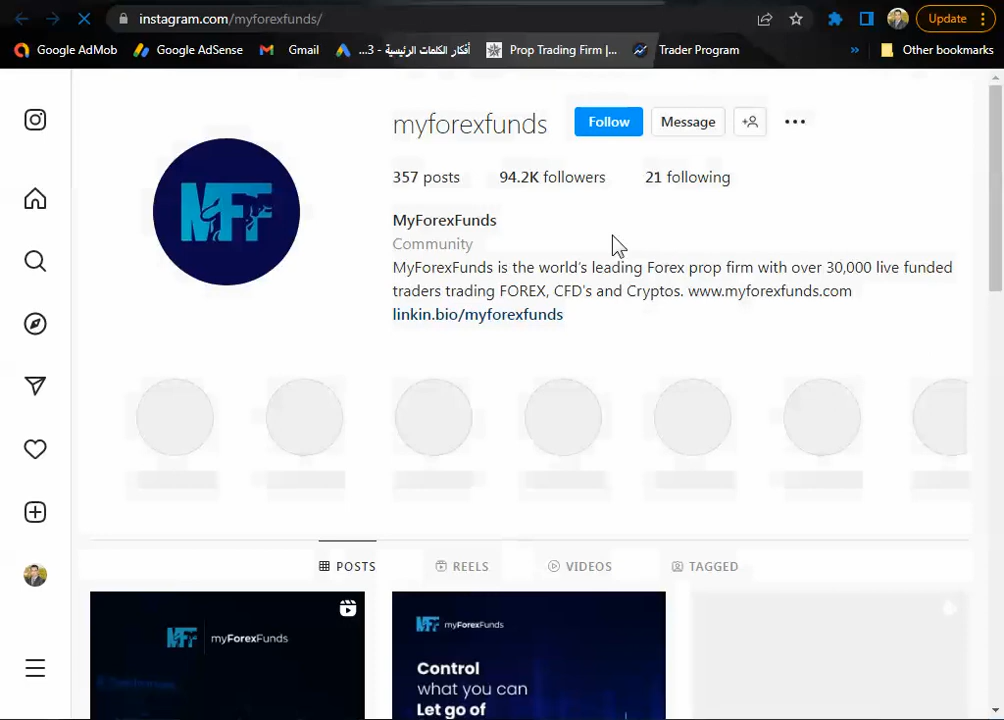 instagram.com/myforexfunds/
Update
Google AdMob
Google AdSense
Gmail
أفكار الكلمات الرئيسية - 3...
Prop Trading Firm |...
Trader Program
»
Other bookmarks
myforexfunds
Follow
Message
357 posts
94.2K followers
21 following
MyForexFunds
Community
MyForexFunds is the world's leading Forex prop firm with over 30,000 live funded
traders trading FOREX, CFD's and Cryptos. www.myforexfunds.com
linkin.bio/myforexfunds
MFF
POSTS
REELS
VIDEOS
TAGGED
MFF myForexFunds
MFF myForexFunds
Control
what you can
Let go of